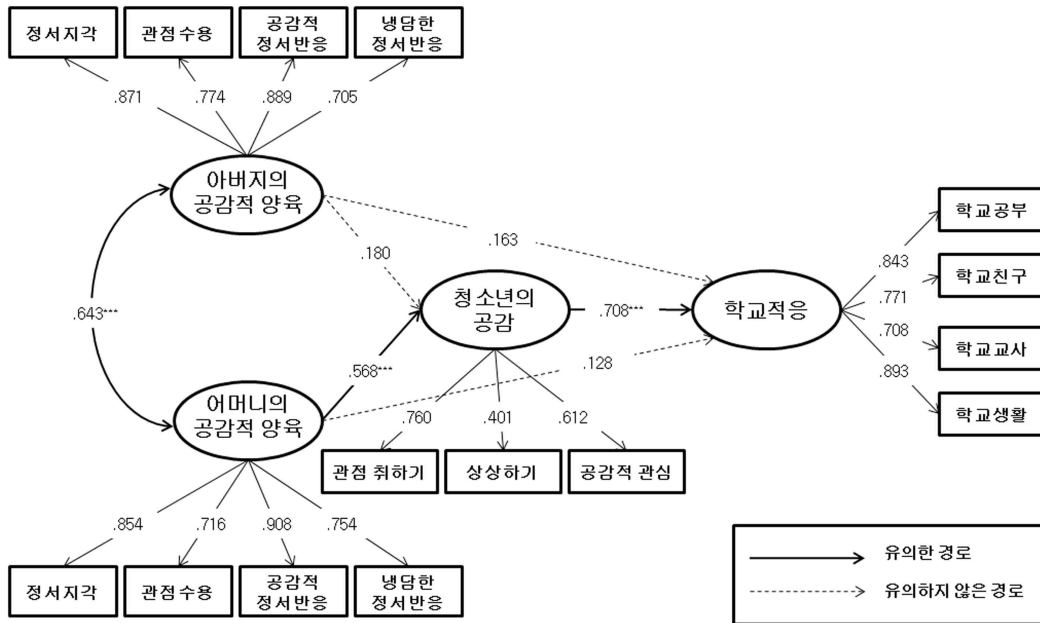 정서지각
관점수용
공감적
정서반응
냉담한
정서반응
.871
.774
.889
.705
아버지의
공감적 양육
.643***
.180
.163
청소년의
공감
.708***
학교적응
.843
.771
.708
.893
학교공부
학교친구
학교교사
학교생활
.568***
.128
어머니의
공감적 양육
.760
.401
.612
관점 취하기
상상하기
공감적 관심
.854
.716
.908
.754
정서지각
관점수용
공감적
정서반응
냉담한
정서반응
유의한 경로
유의하지 않은 경로